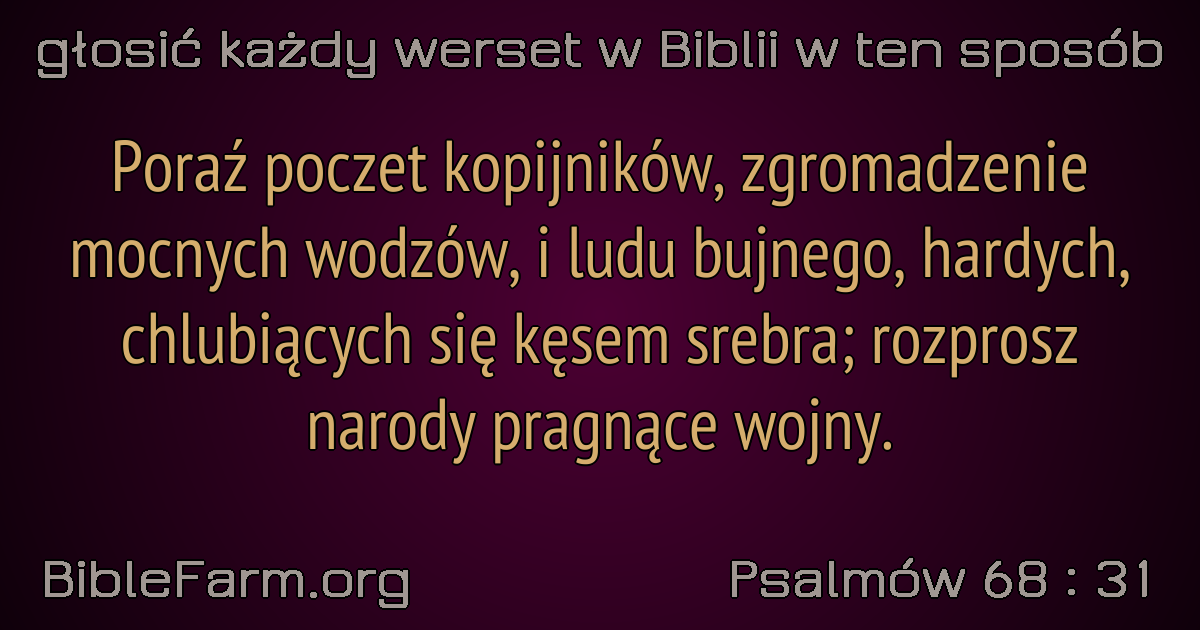 głosić każdy werset w Biblii w ten sposób
Poraź poczet kopijników, zgromadzenie
mocnych wodzów, i ludu bujnego, hardych,
chlubiących się kęsem srebra; rozprosz
narody pragnące wojny.
BibleFarm.org
Psalmów 68 : 31